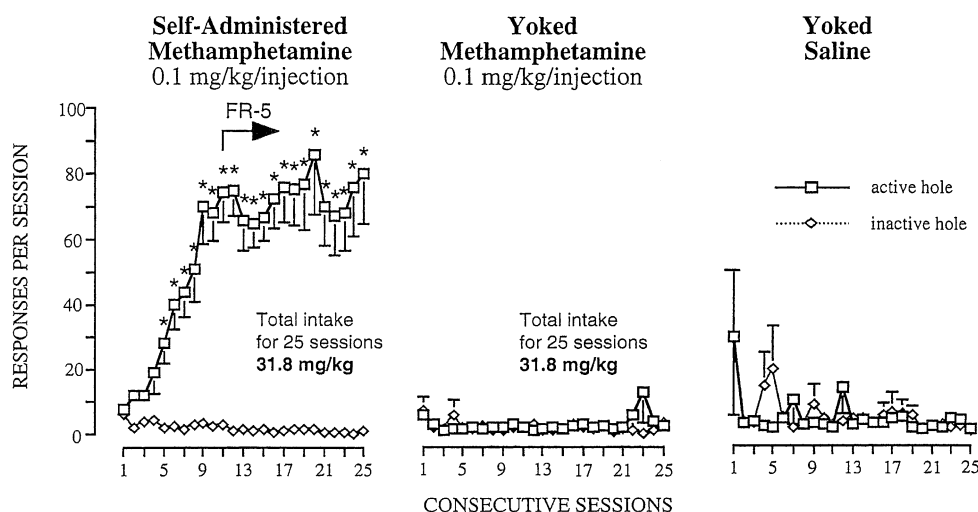 Self-Administered
Methamphetamine
0.1 mg/kg/injection
Yoked
Methamphetamine
0.1 mg/kg/injection
Yoked
Saline
RESPONSES PER SESSION
100
80
60
40
20
0
FR-5
* * * * * * * * * * * * * * * * * * * * *
Total intake
for 25 sessions
31.8 mg/kg
Total intake
for 25 sessions
31.8 mg/kg
active hole
inactive hole
1 5 9 13 17 21 25
1 5 9 13 17 21 25
1 5 9 13 17 21 25
CONSECUTIVE SESSIONS